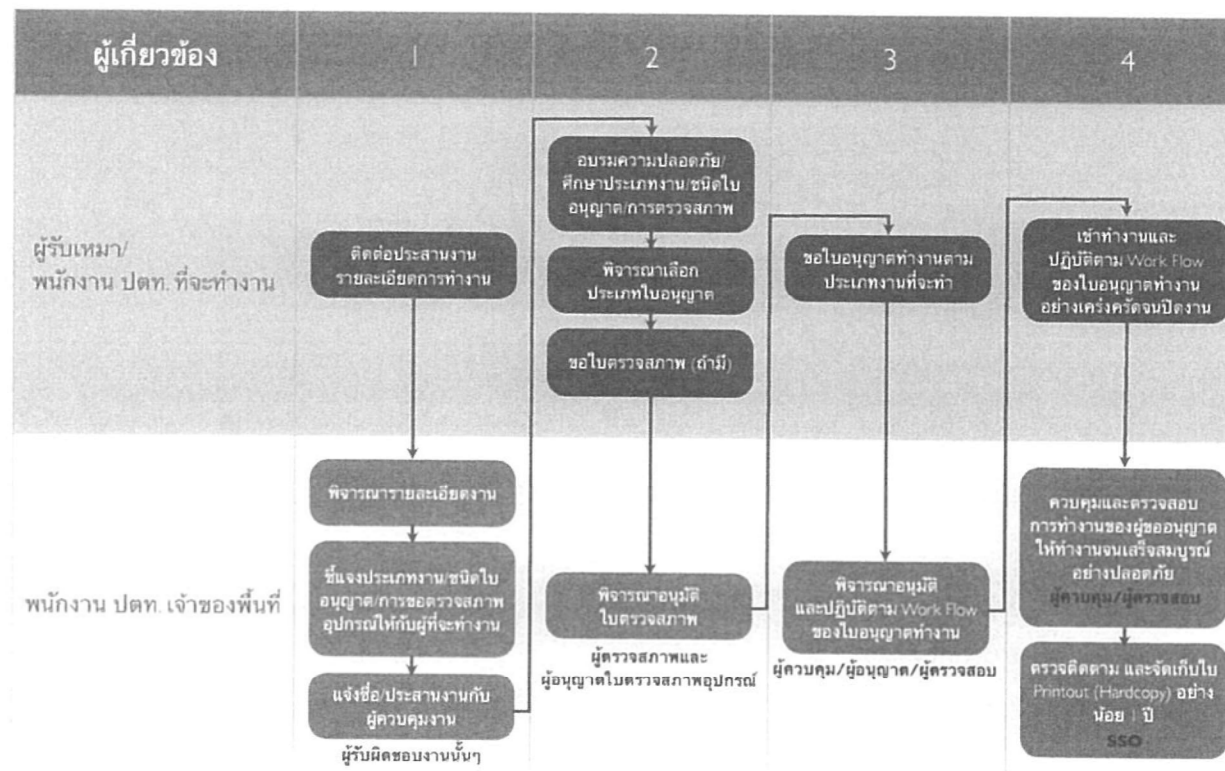 ผู้เกี่ยวข้อง
1
2
3
4
ผู้รับเหมา/
พนักงาน ปตท. ที่จะทำงาน
ติดต่อประสานงาน
รายละเอียดการทำงาน
อบรมความปลอดภัย/
ศึกษาประเภทงาน/ชนิดใบ
อนุญาต/การตรวจสภาพ
พิจารณาเลือก
ประเภทใบอนุญาต
ขอใบตรวจสภาพ (ถ้ามี)
ขอใบอนุญาตทำงานตาม
ประเภทงานที่จะทำ
เข้าทำงานและ
ปฏิบัติตาม Work Flow
ของใบอนุญาตทำงาน
อย่างเคร่งครัดจนปิดงาน
พนักงาน ปตท. เจ้าของพื้นที่
พิจารณารายละเอียดงาน
ชี้แจงประเภทงาน/ชนิดใบ
อนุญาต/การขอตรวจสภาพ
อุปกรณ์ให้กับผู้ที่จะทำงาน
แจ้งชื่อ/ประสานงานกับ
ผู้ควบคุมงาน
ผู้รับผิดชอบงานนั้นๆ
พิจารณาอนุมัติ
ใบตรวจสภาพ
ผู้ตรวจสภาพและ
ผู้อนุญาตใบตรวจสภาพอุปกรณ์
พิจารณาอนุมัติ
และปฏิบัติตาม Work Flow
ของใบอนุญาตทำงาน
ผู้ควบคุม/ผู้อนุญาต/ผู้ตรวจสอบ
ควบคุมและตรวจสอบ
การทำงานของผู้ขออนุญาต
ให้ทำงานจนเสร็จสมบูรณ์
อย่างปลอดภัย
ผู้ควบคุม/ผู้ตรวจสอบ
ตรวจติดตาม และจัดเก็บใบ
Printout (Hardcopy) อย่าง
น้อย 1 ปี
SSO